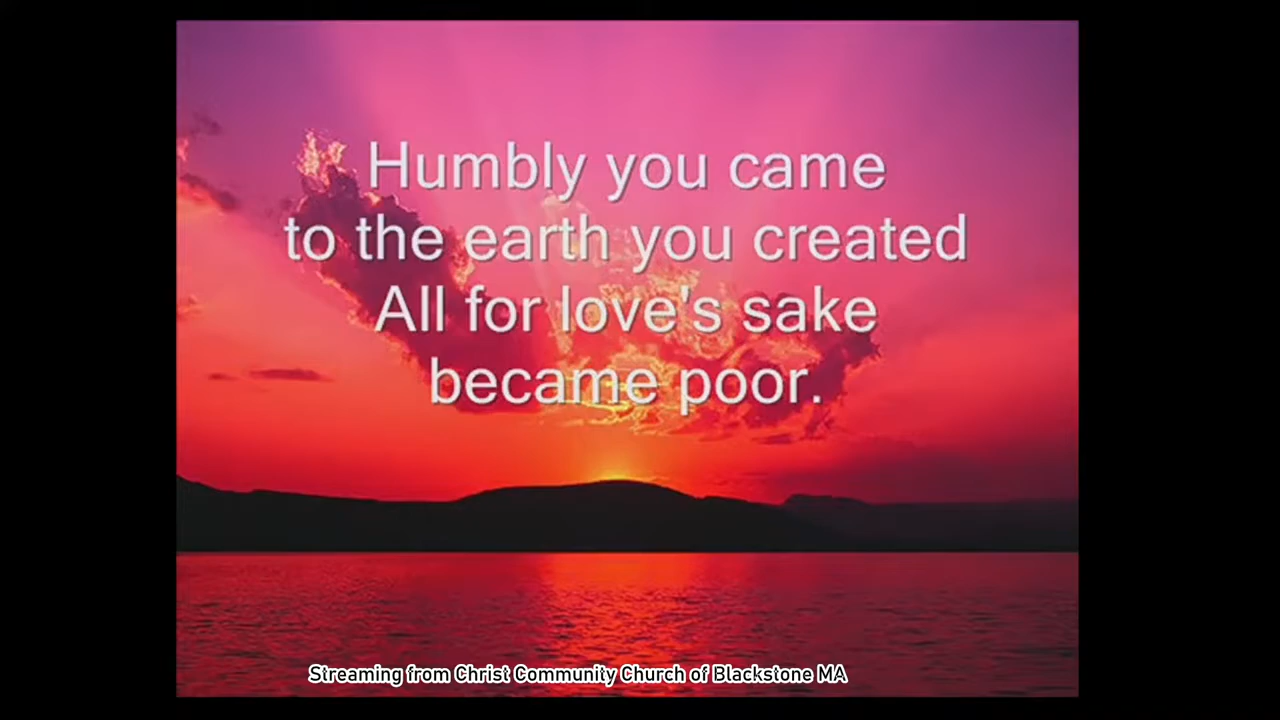 Humbly you came
to the earth you created
All for love's sake
became poor.
Streaming from Christ Community Church of Blackstone MA